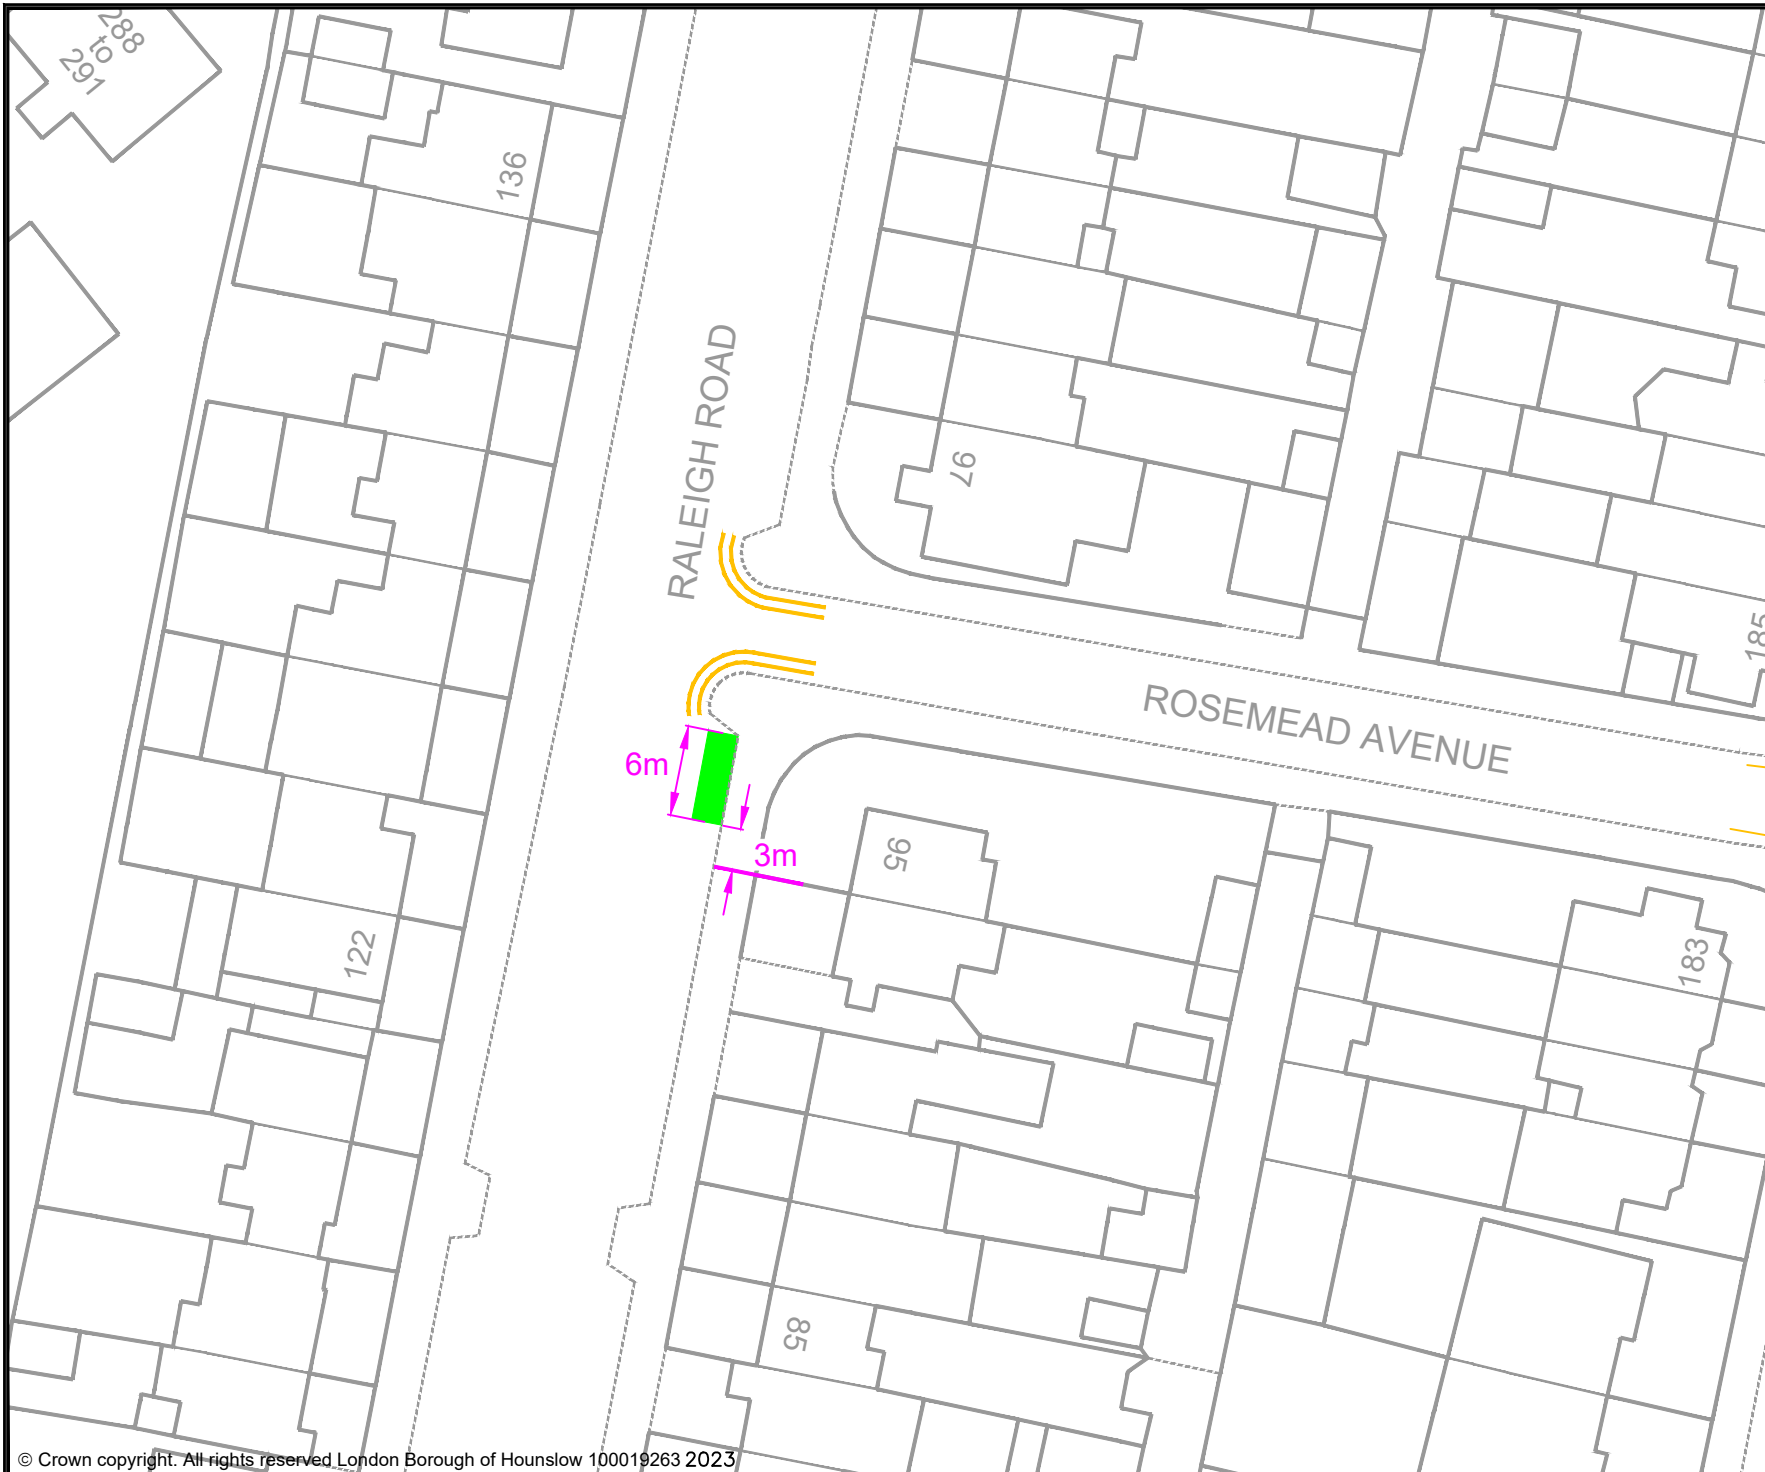 288
to
291
136
RALEIGH ROAD
97
185
ROSEMEAD AVENUE
6m
3m
95
122
183
85
© Crown copyright. All rights reserved London Borough of Hounslow 100019263 2023